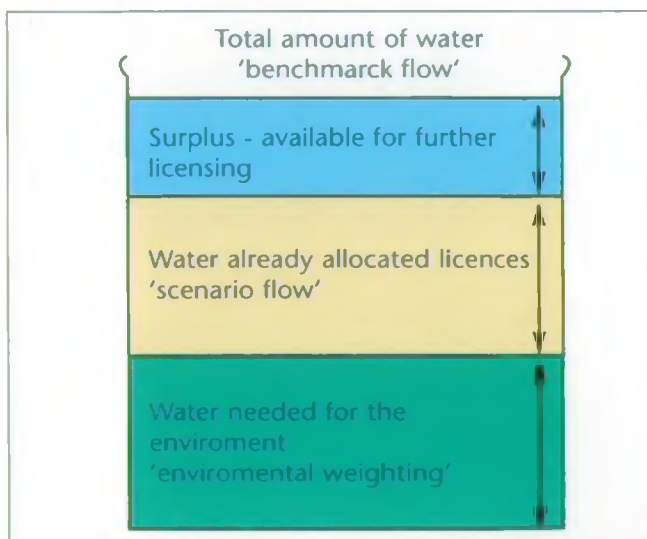 Total amount of water
‘benchmarck flow’
Surplus - available for further
licensing
Water already allocated licences
‘scenario flow’
Water needed for the
enviroment
‘enviromental weighting’